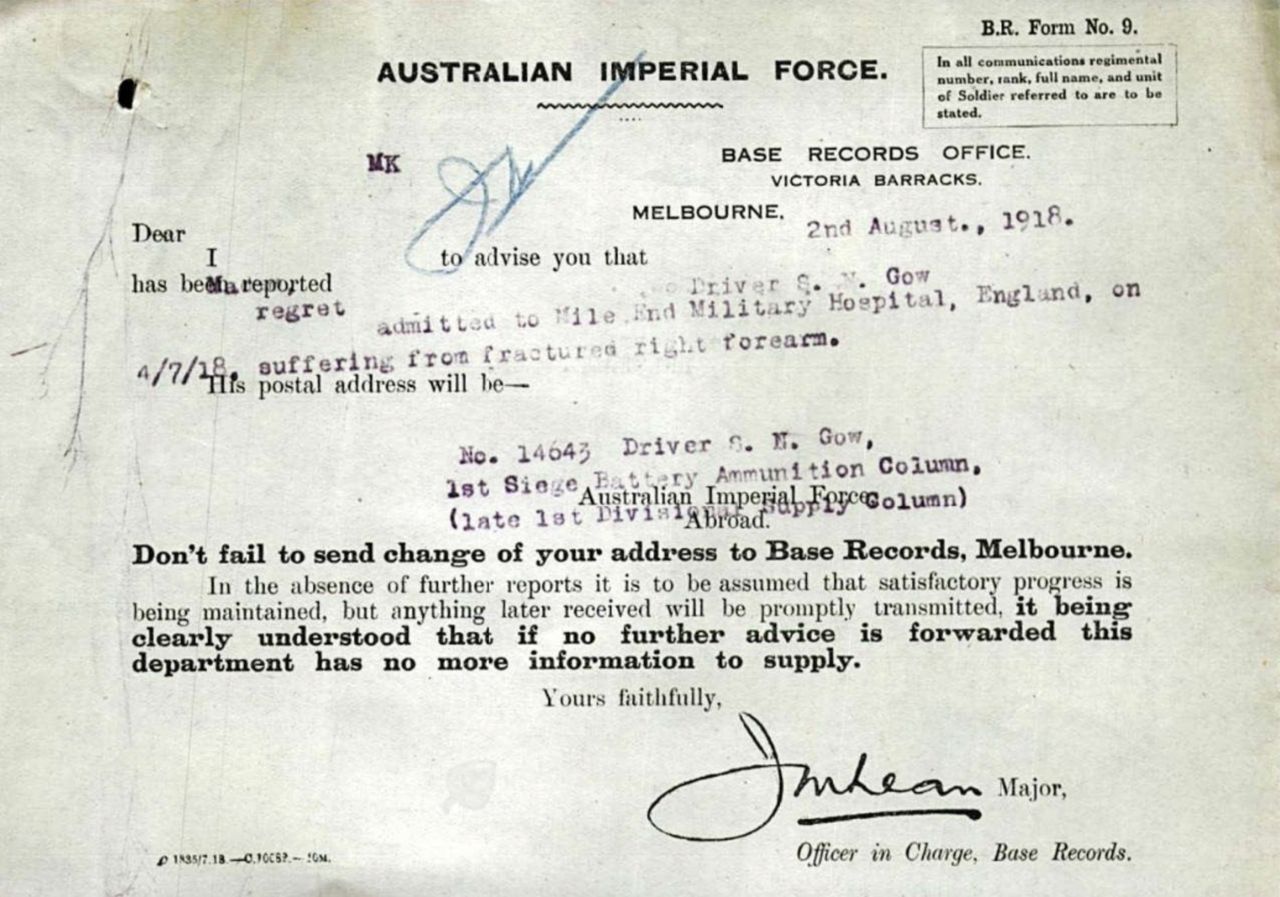 B.R. Form No. 9.
AUSTRALIAN IMPERIAL FORCE.
In all communications regimental
number, rank, full name, and unit
of Soldier referred to are to be
stated.
MK
BASE RECORDS OFFICE.
VICTORIA BARRACKS.
MELBOURNE,
2nd August., 1918.
Dear
I to advise you that
has been reported
regret
Driver S. N. Gow
admitted to Mile End Military Hospital, England, on
4/7/18, suffering from fractured right forearm.
His postal address will be—
No. 14643 Driver S. N. Gow,
1st Siege Battery Ammunition Column,
Australian Imperial Force
(late 1st Divisional Supply Column)
Abroad.
Don't fail to send change of your address to Base Records, Melbourne.
In the absence of further reports it is to be assumed that satisfactory progress is
being maintained, but anything later received will be promptly transmitted, it being
clearly understood that if no further advice is forwarded this
department has no more information to supply.
Yours faithfully,
JMLean Major,
Officer in Charge, Base Records.